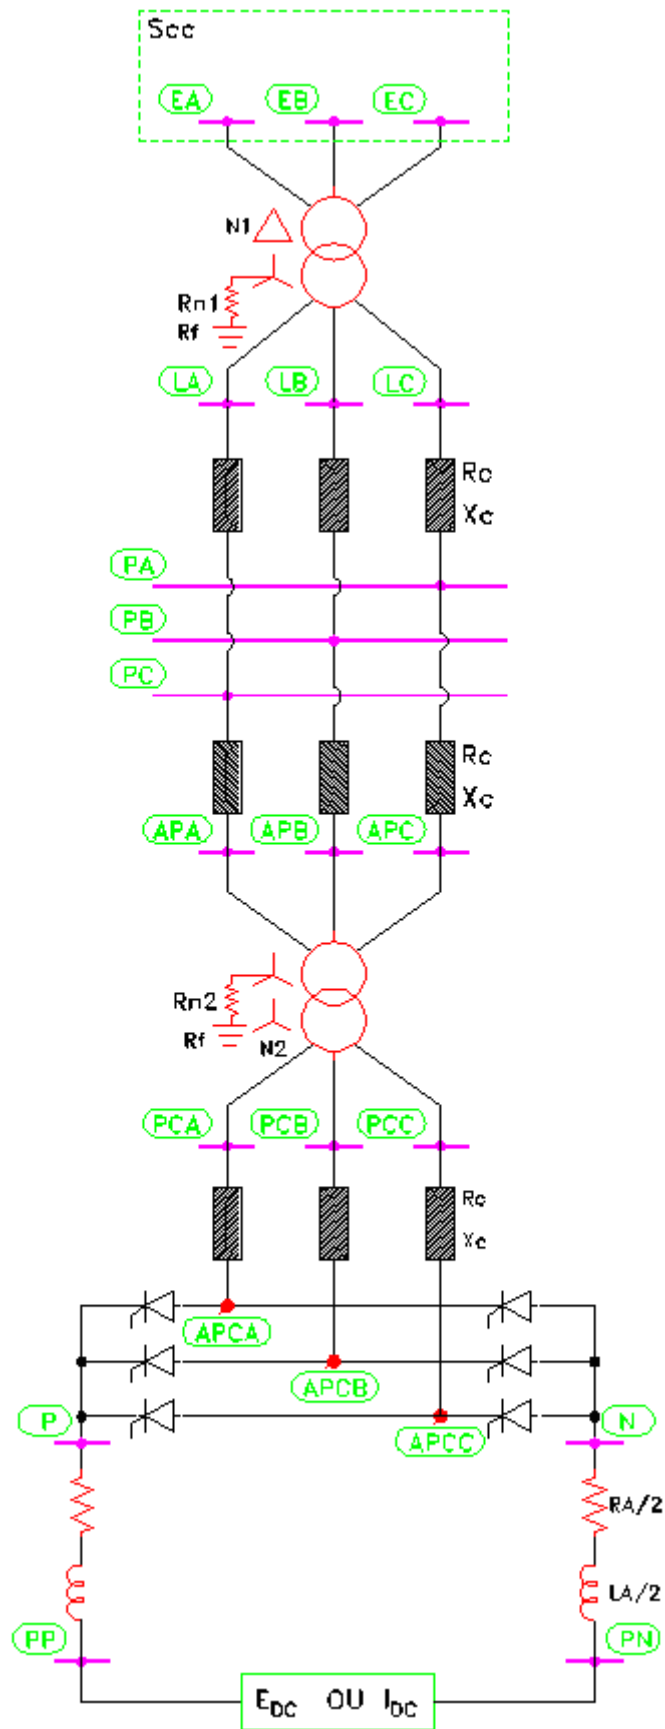 Scc
EA EB EC
N1
Rn1
Rf
LA LB LC
Rc
Xc
PA
PB
PC
Rc
Xc
APA APB APC
Rn2
Rf N2
PCA PCB PCC
Rc
Xc
APCA
APCB
P APCC N
RA/2
LA/2
PP PN
EDC OU IDC